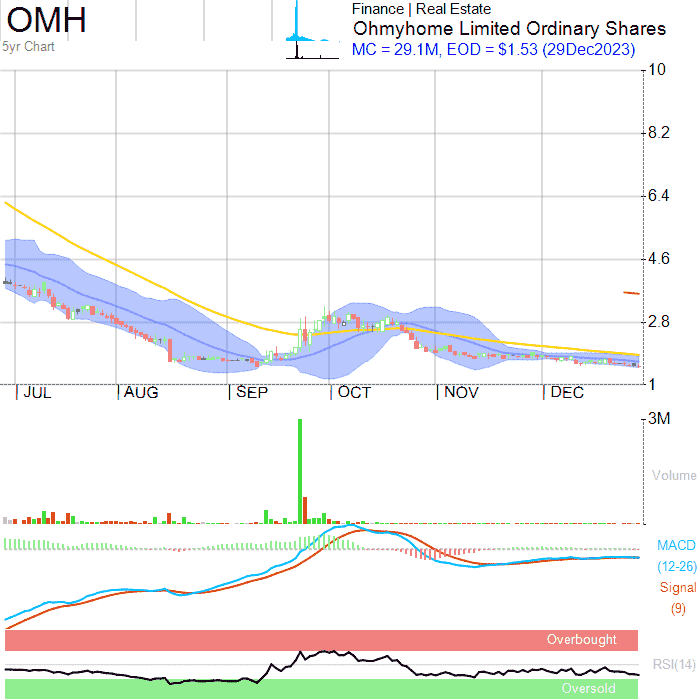 OMH
5yr Chart
Finance | Real Estate
Ohmyhome Limited Ordinary Shares
MC = 29.1M, EOD = $1.53 (29Dec2023)
10
8.2
6.4
4.6
2.8
1
JUL AUG SEP OCT NOV DEC
3M
Volume
MACD
(12-26)
Signal
(9)
Overbought
RSI(14)
Oversold